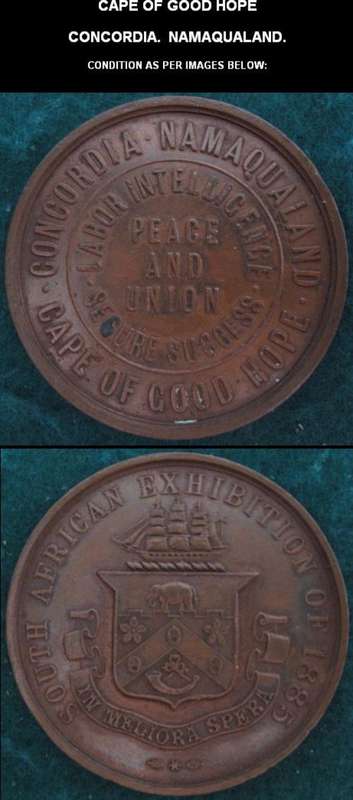 CAPE OF GOOD HOPE
CONCORDIA. NAMAQUALAND.
CONDITION AS PER IMAGES BELOW:
· CONCORDIA · NAMAQUALAND ·
CAPE OF GOOD HOPE
· LABOR INTELLIGENCE ·
SECURE SUCCESS
PEACE
AND
UNION
SOUTH AFRICAN EXHIBITION OF 1885
IN MELIORA SPERA